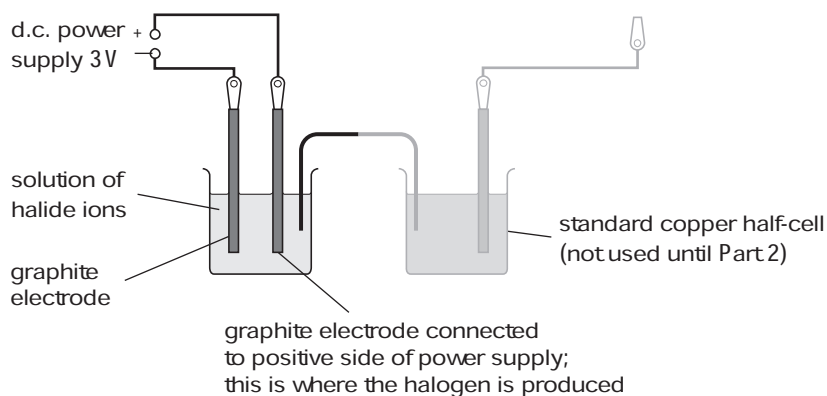 d.c. power +
supply 3 V –
solution of
halide ions
graphite
electrode
standard copper half-cell
(not used until Part 2)
graphite electrode connected
to positive side of power supply;
this is where the halogen is produced